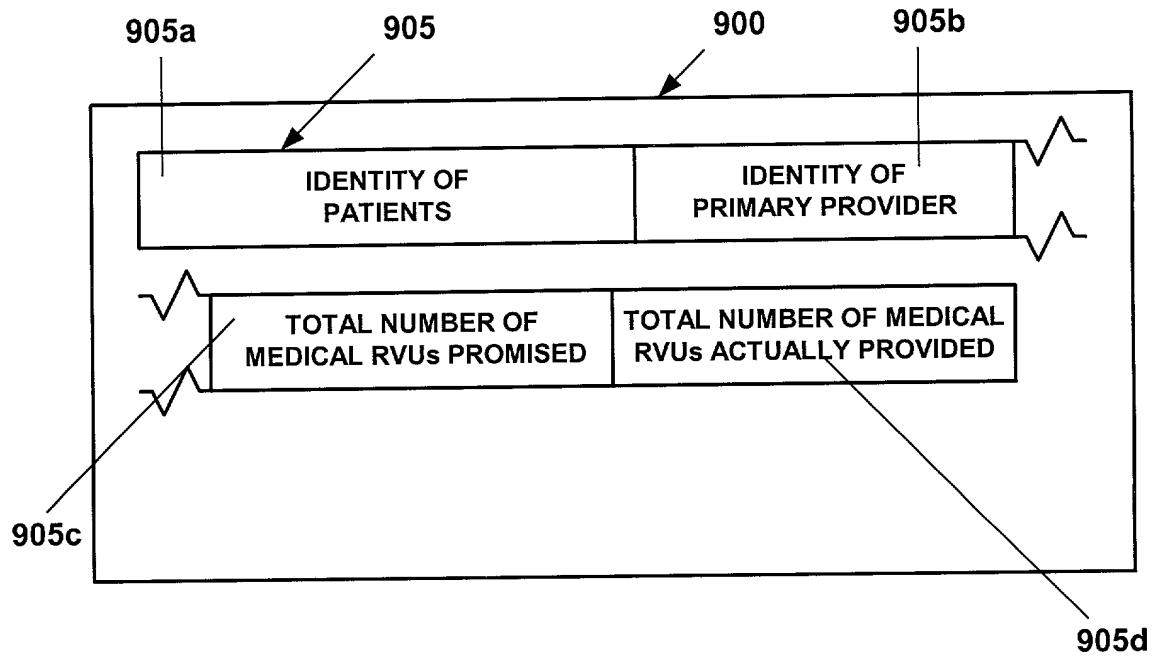 905a
905
900
905b
IDENTITY OF
PATIENTS
IDENTITY OF
PRIMARY PROVIDER
TOTAL NUMBER OF
MEDICAL RVUs PROMISED
TOTAL NUMBER OF MEDICAL
RVUs ACTUALLY PROVIDED
905c
905d